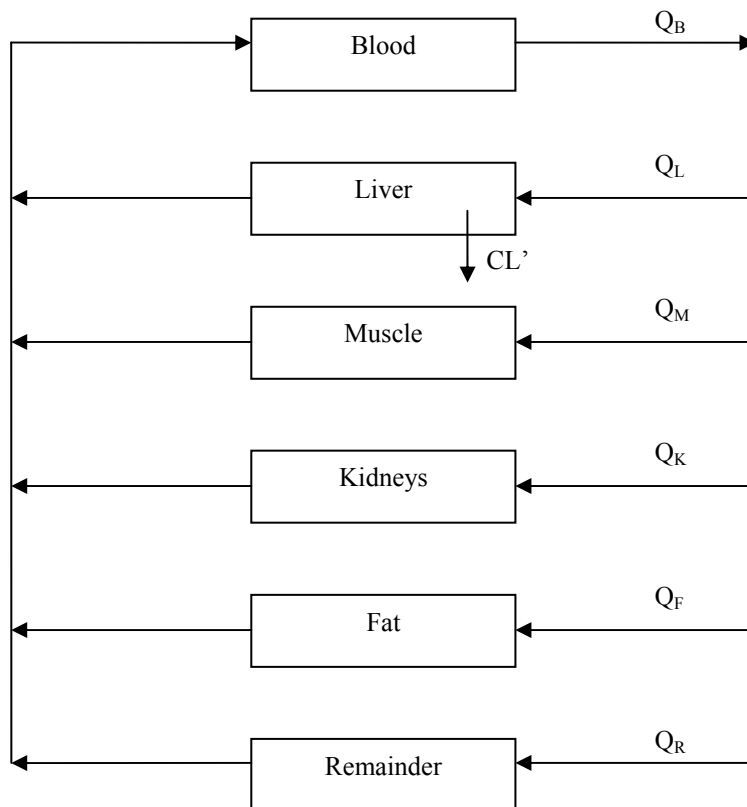 Blood
Q_B
Liver
Q_L
CL’
Muscle
Q_M
Kidneys
Q_K
Fat
Q_F
Remainder
Q_R